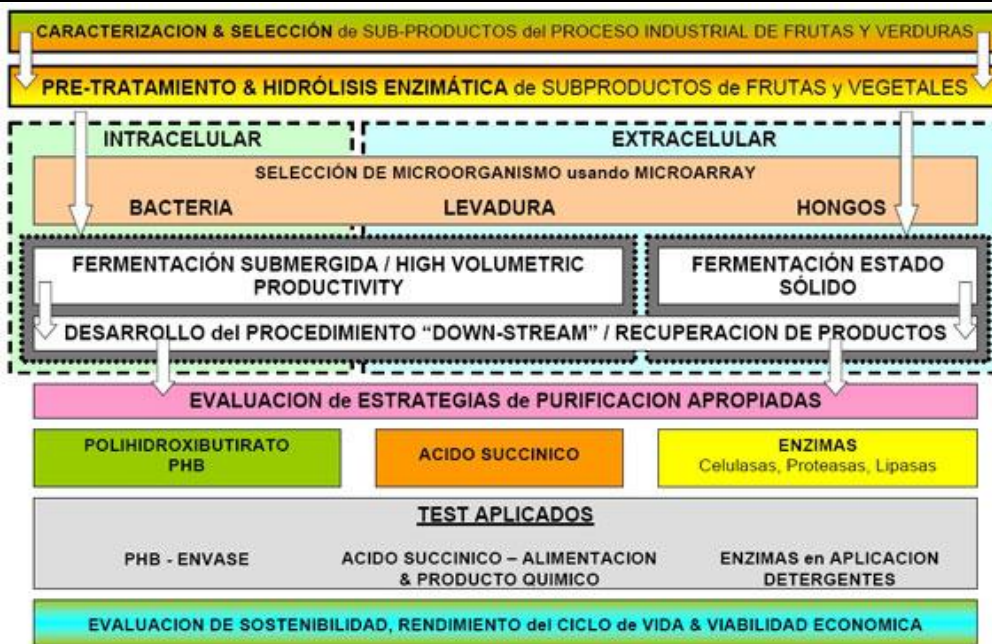 CARACTERIZACION & SELECCIÓN de SUB-PRODUCTOS del PROCESO INDUSTRIAL DE FRUTAS Y VERDURAS
PRE-TRATAMIENTO & HIDRÓLISIS ENZIMÁTICA de SUBPRODUCTOS de FRUTAS y VEGETALES
INTRACELULAR
EXTRACELULAR
SELECCIÓN DE MICROORGANISMO usando MICROARRAY
BACTERIA
LEVADURA
HONGOS
FERMENTACIÓN SUBMERGIDA / HIGH VOLUMETRIC
PRODUCTIVITY
FERMENTACIÓN ESTADO
SÓLIDO
DESARROLLO del PROCEDIMIENTO “DOWN-STREAM” / RECUPERACION DE PRODUCTOS
EVALUACION de ESTRATEGIAS de PURIFICACION APROPIADAS
POLIHIDROXIBUTIRATO
PHB
ACIDO SUCCINICO
ENZIMAS
Celulasas, Proteasas, Lipasas
TEST APLICADOS
PHB - ENVASE
ACIDO SUCCINICO – ALIMENTACION
& PRODUCTO QUIMICO
ENZIMAS en APLICACION
DETERGENTES
EVALUACION DE SOSTENIBILIDAD, RENDIMIENTO del CICLO de VIDA & VIABILIDAD ECONOMICA